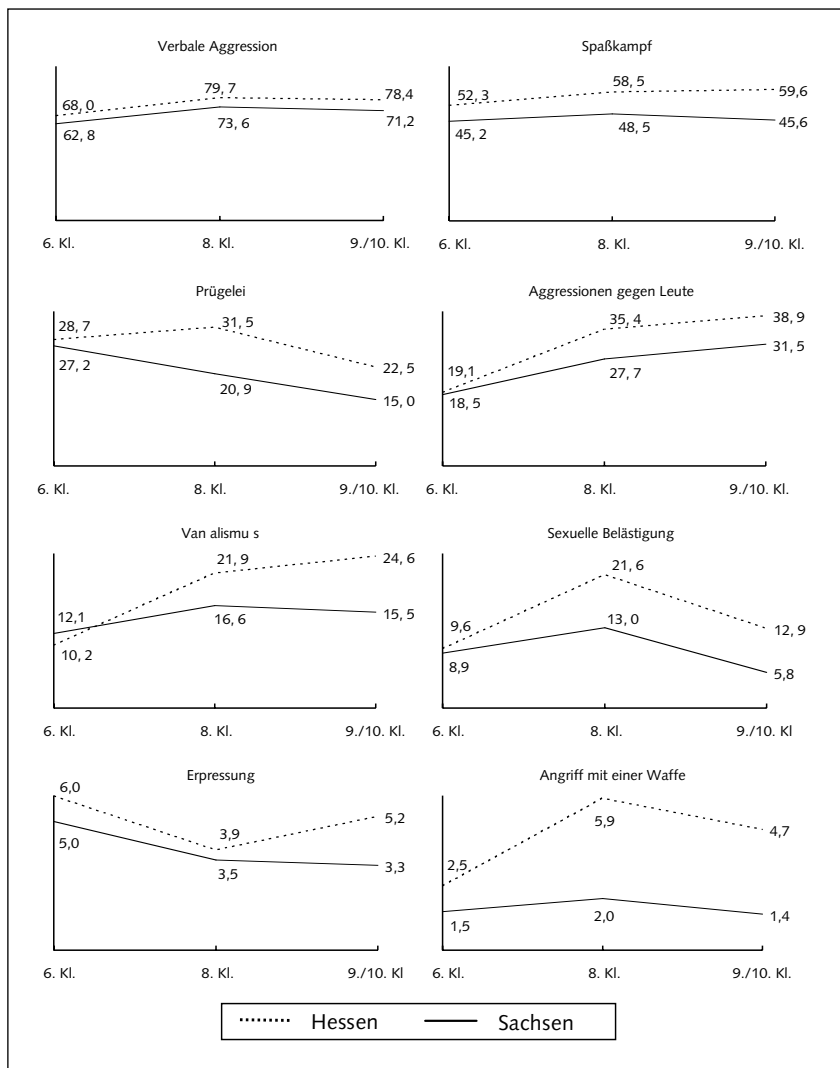 Verbale Aggression
68, 0
79, 7
78,4
62, 8
73, 6
71,2
6. Kl.
8. Kl.
9./10. Kl.
Spaßkampf
52, 3
58, 5
59,6
45, 2
48, 5
45,6
6. Kl.
8. Kl.
9./10. Kl.
Prügelei
28, 7
31, 5
22, 5
27, 2
20, 9
15, 0
6. Kl.
8. Kl.
9./10. Kl.
Aggressionen gegen Leute
19,1
35, 4
38, 9
18, 5
27, 7
31, 5
6. Kl.
8. Kl.
9./10. Kl.
Van alismu s
12,1
21, 9
24, 6
10, 2
16, 6
15, 5
6. Kl.
8. Kl.
9./10. Kl.
Sexuelle Belästigung
9,6
21, 6
12, 9
8,9
13, 0
5,8
6. Kl.
8. Kl.
9./10. Kl
Erpressung
6,0
3,9
5,2
5,0
3,5
3,3
6. Kl.
8. Kl.
9./10. Kl
Angriff mit einer Waffe
2,5
5,9
4,7
1,5
2,0
1,4
6. Kl.
8. Kl.
9./10. Kl.
Hessen Sachsen